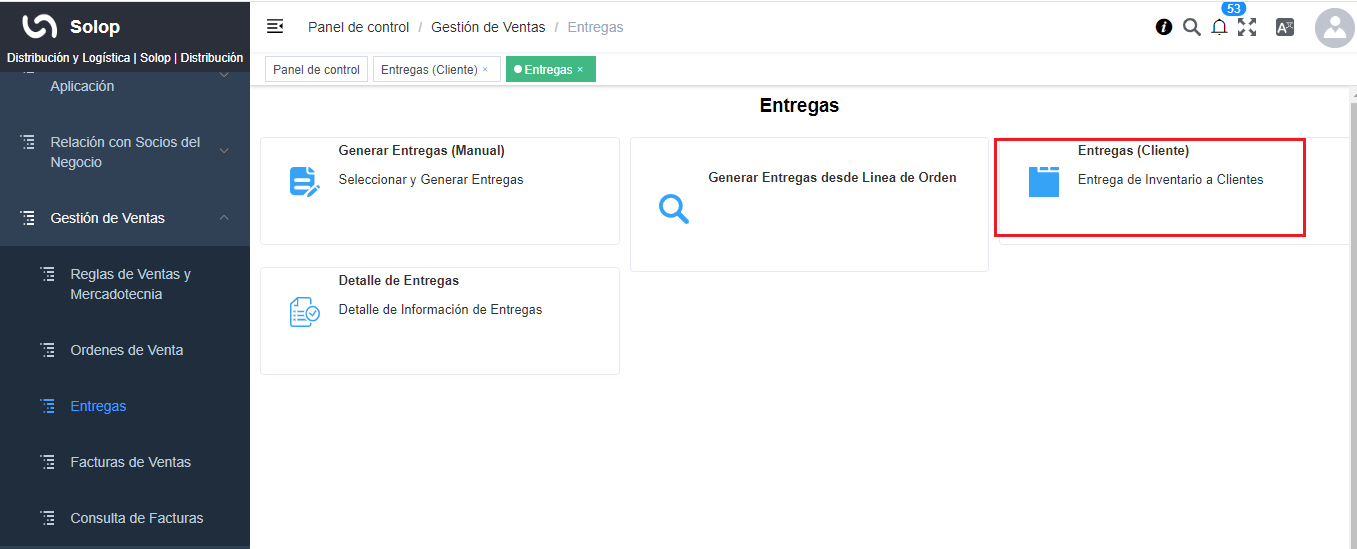 Solop
Distribución y Logística | Solop | Distribución
Aplicación
Relación con Socios del
Negocio
Gestión de Ventas
Reglas de Ventas y
Mercadotecnia
Ordenes de Venta
Entregas
Facturas de Ventas
Consulta de Facturas
Panel de control / Gestión de Ventas / Entregas
53
Panel de control
Entregas (Cliente) ×
Entregas ×
Entregas
Generar Entregas (Manual)
Seleccionar y Generar Entregas
Generar Entregas desde Linea de Orden
Entregas (Cliente)
Entrega de Inventario a Clientes
Detalle de Entregas
Detalle de Información de Entregas